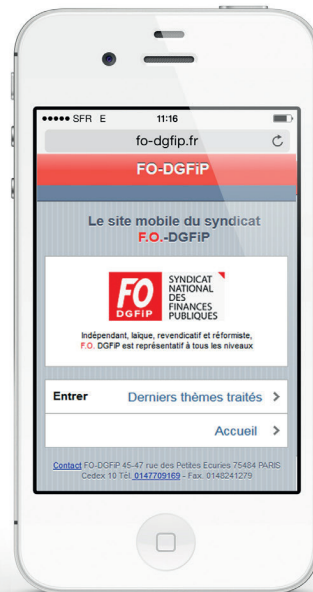 SFR E 11:16
fo-dgfip.fr
FO-DGFiP
Le site mobile du syndicat
F.O.-DGFiP
FO
DGFiP
SYNDICAT
NATIONAL
DES
FINANCES
PUBLIQUES
Indépendant, laïque, revendicatif et réformiste,
F.O. DGFiP est représentatif à tous les niveaux
Entrer Derniers thèmes traités >
Accueil >
Contact FO-DGFiP 45-47 rue des Petites Ecuries 75484 PARIS
Cedex 10 Tél. 0147709169 - Fax. 0148241279